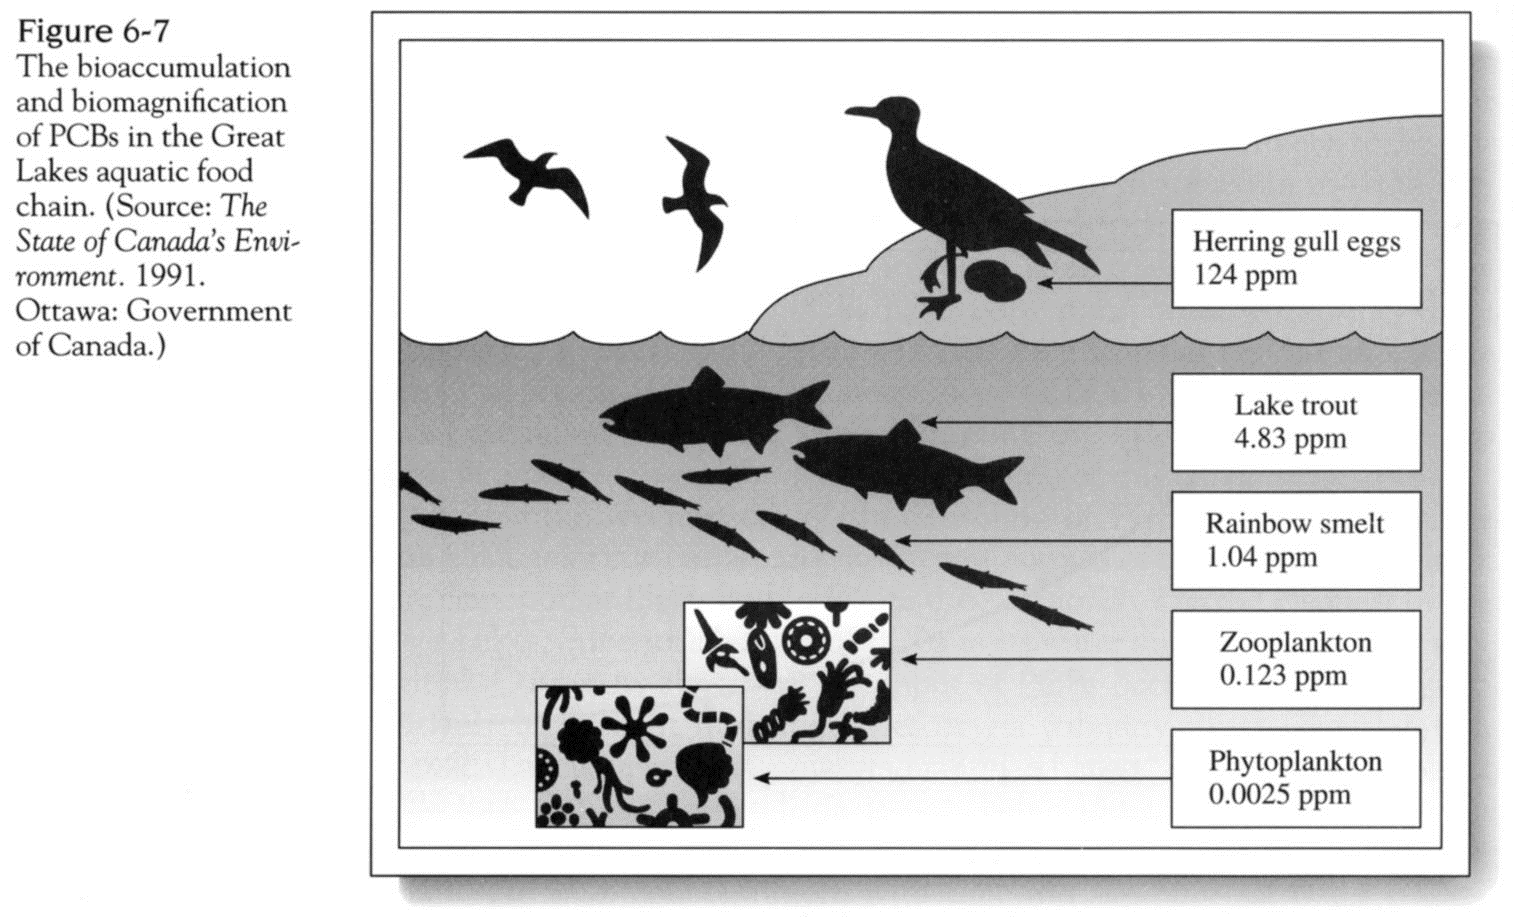 Figure 6-7
The bioaccumulation
and biomagnification
of PCBs in the Great
Lakes aquatic food
chain. (Source: The
State of Canada's Envi-
ronment. 1991.
Ottawa: Government
of Canada.)
Herring gull eggs
124 ppm
Lake trout
4.83 ppm
Rainbow smelt
1.04 ppm
Zooplankton
0.123 ppm
Phytoplankton
0.0025 ppm